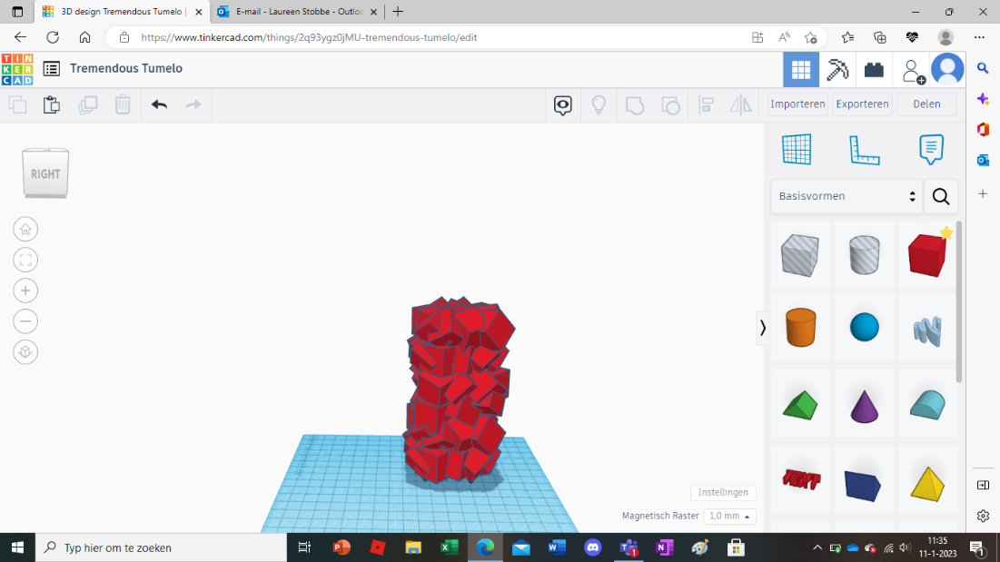 3D design Tremendous Tumelo |
E-mail - Laureen Stobbe - Outlo
https://www.tinkercad.com/things/2q93ygz0jMU-tremendous-tumelo/edit
TIN
KER
CAD
Tremendous Tumelo
Importeren
Exporteren
Delen
RIGHT
Basisvormen
TEXT
Instellingen
Magnetisch Raster
1,0 mm
Typ hier om te zoeken
11:35
11-1-2023
1
1